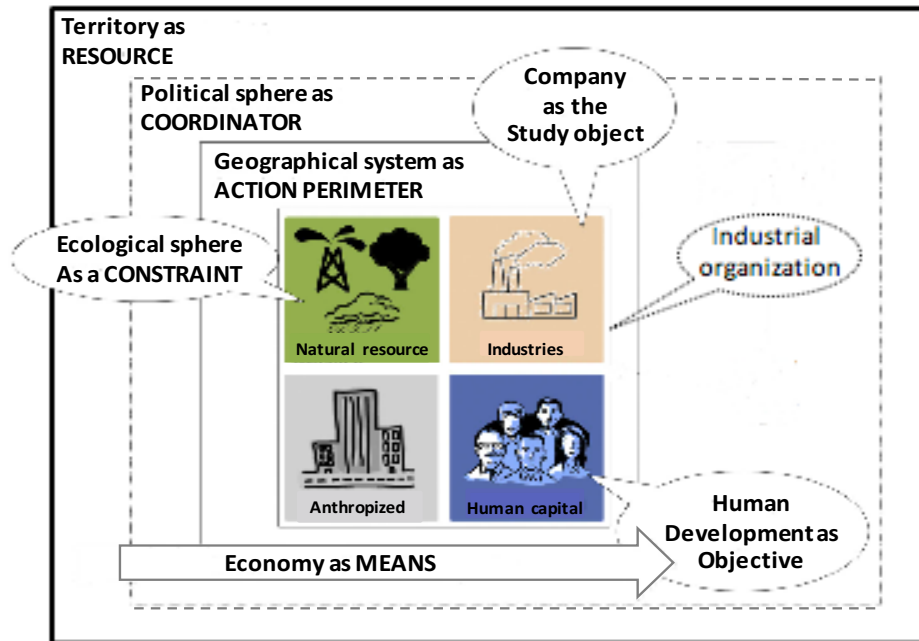 Territory as
RESOURCE
Political sphere as
COORDINATOR
Company
as the
Study object
Geographical system as
ACTION PERIMETER
Ecological sphere
As a CONSTRAINT
Industrial
organization
Natural resource
Industries
Anthropized
Human capital
Human
Development as
Objective
Economy as MEANS